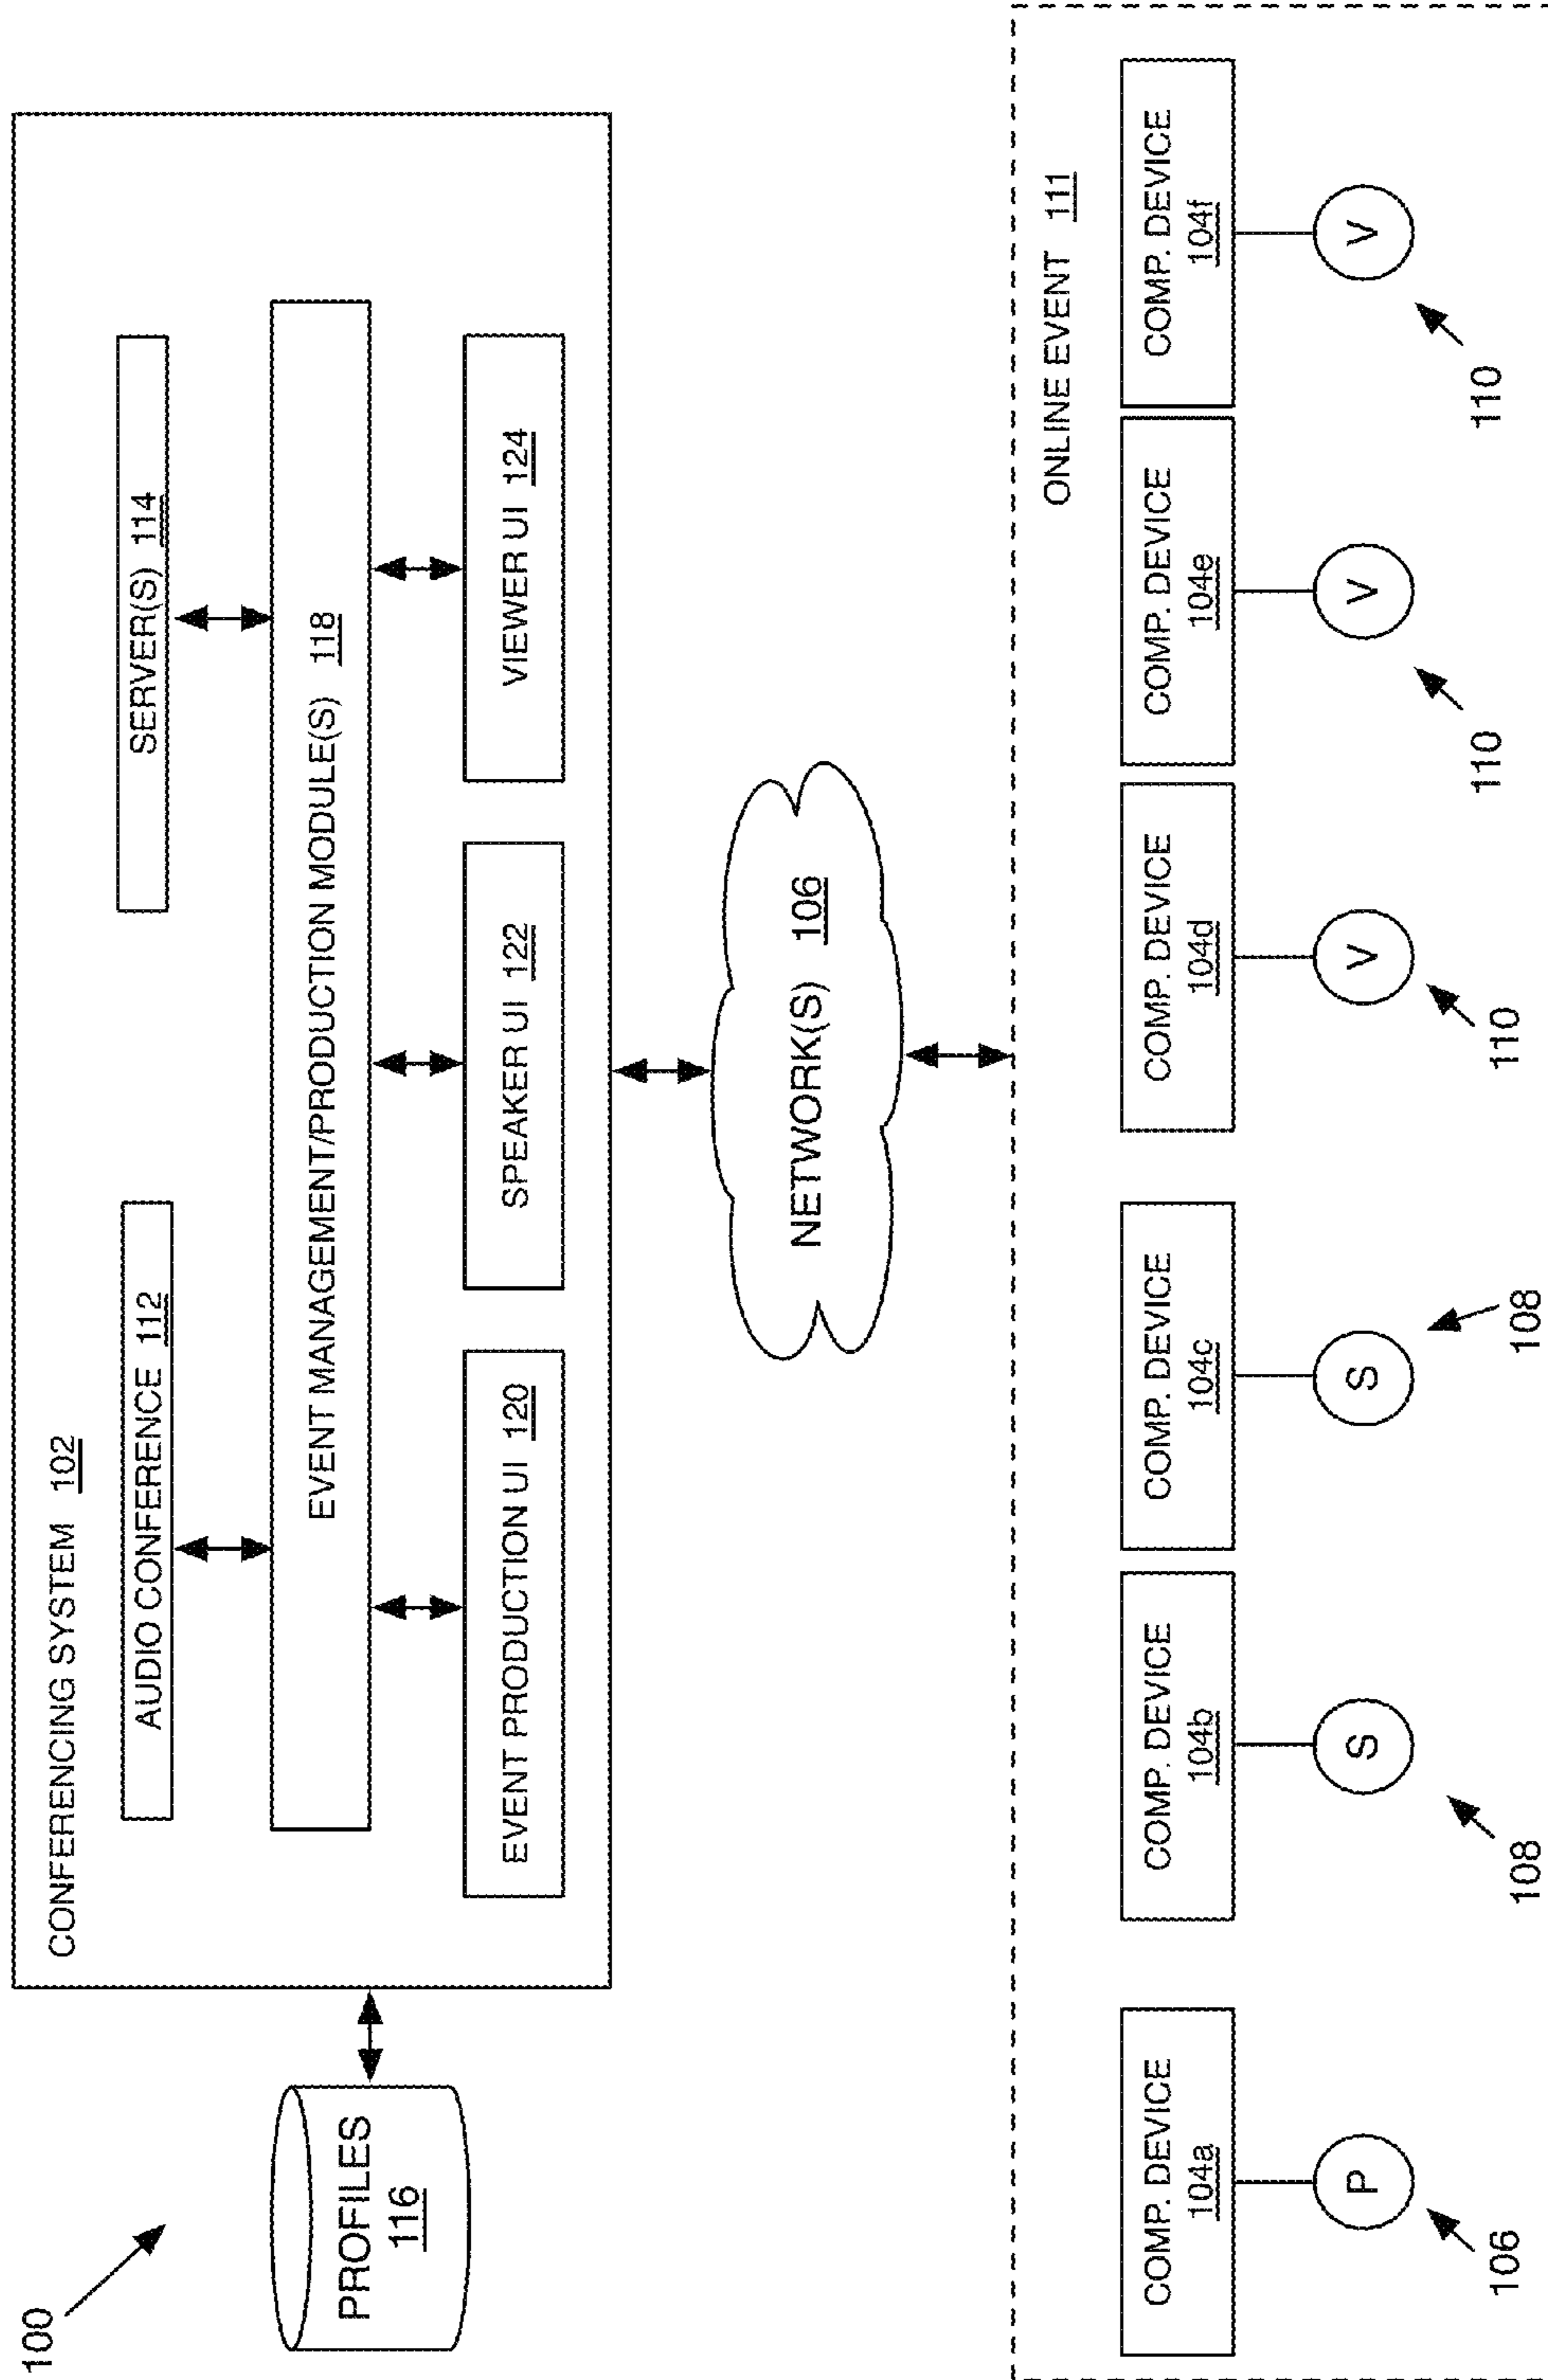 100
CONFERENCING SYSTEM 102
AUDIO CONFERENCE 112
SERVER(S) 114
EVENT MANAGEMENT/PRODUCTION MODULE(S) 118
PROFILES
116
EVENT PRODUCTION UI 120
SPEAKER UI 122
VIEWER UI 124
NETWORK(S) 106
ONLINE EVENT 111
COMP. DEVICE
104a
COMP. DEVICE
104b
COMP. DEVICE
104c
COMP. DEVICE
104d
COMP. DEVICE
104e
COMP. DEVICE
104f
P
S
S
V
V
V
106
108
108
110
110
110